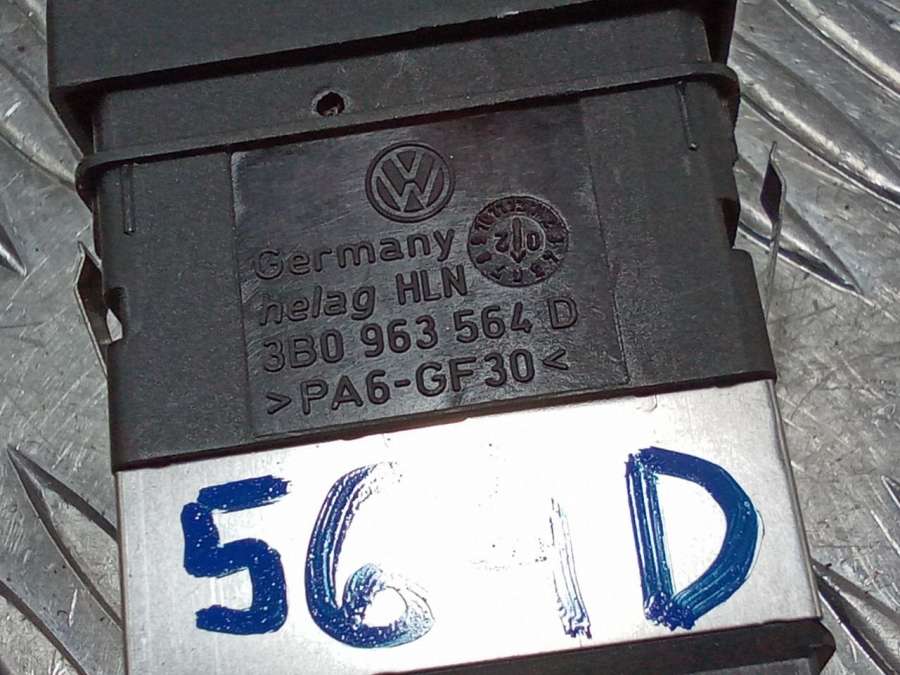 Germany
helag HLN
3B0 963 564 D
>PA6-GF30<
564D